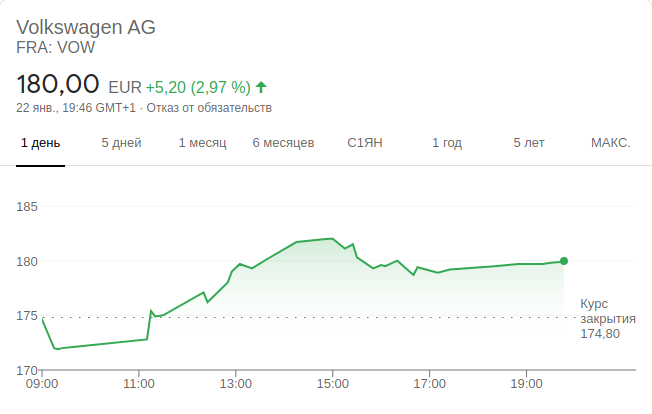 Volkswagen AG
FRA: VOW
180,00 EUR +5,20 (2,97 %)
22 янв., 19:46 GMT+1 · Отказ от обязательств
1 день 5 дней 1 месяц 6 месяцев С1ЯН 1 год 5 лет МАКС.
185
180
175
170
Курс
закрытия
174,80
09:00 11:00 13:00 15:00 17:00 19:00